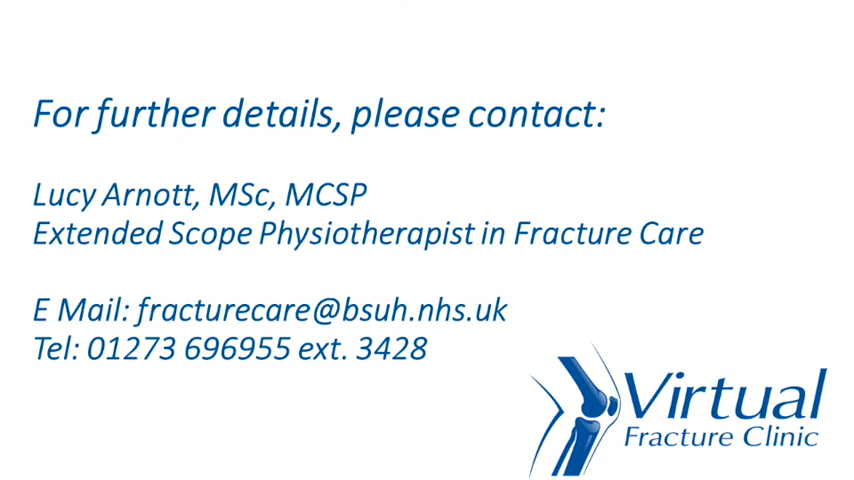 For further details, please contact:
Lucy Arnott, MSc, MCSP
Extended Scope Physiotherapist in Fracture Care
E Mail: fracturecare@bsuh.nhs.uk
Tel: 01273 696955 ext. 3428
Virtual
Fracture Clinic